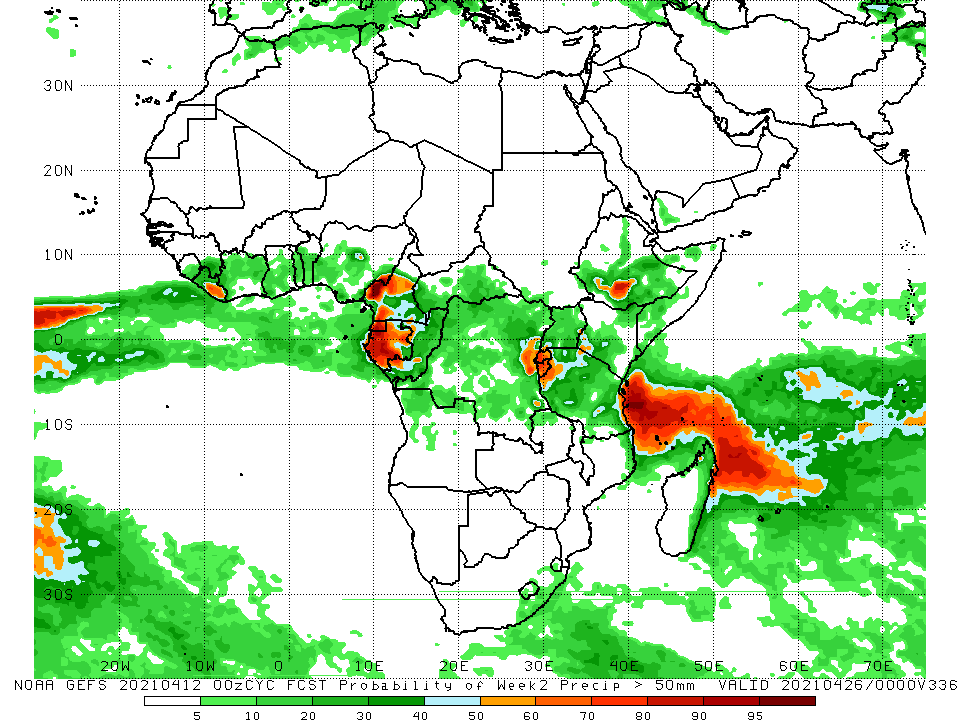 30N
20N
10N
0
10S
20S
30S
20W 10W 0 10E 20E 30E 40E 50E 60E 70E
NOAA GEFS 20210412 00zCYC FCST Probability of Week2 Precip > 50mm VALID 20210426/0000V336
5 10 20 30 40 50 60 70 80 90 95